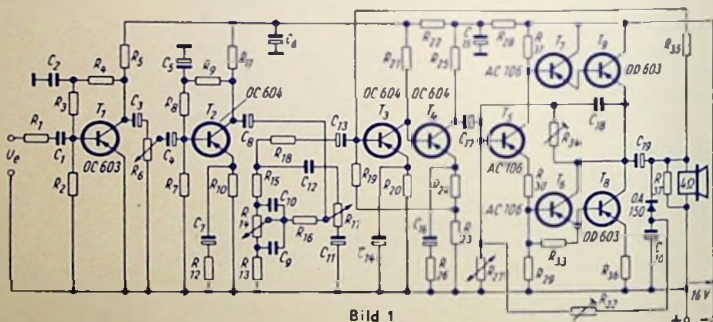 C2
R4
R5
C5
R9
C6
R22
C15
R28
R31
T7
T9
R35
R3
T1
C3
R8
T2
OC 604
R21
R25
AC 106
DD 603
OC 604
OC 604
R1
C1
Ue
R2
OC 603
R6
C4
R7
R10
C8
R18
C13
T3
T4
C17
T5
R34
C18
C19
R15
C10
C12
R19
R20
R24
AC 106
R30
T6
T8
R37
4Ω
OA 150
C7
R14
R16
R17
AC 106
R33
DD 603
R12
R13
C9
C11
C14
C16
R23
R26
R27
R29
R36
R32
16 V
Bild 1
+ –